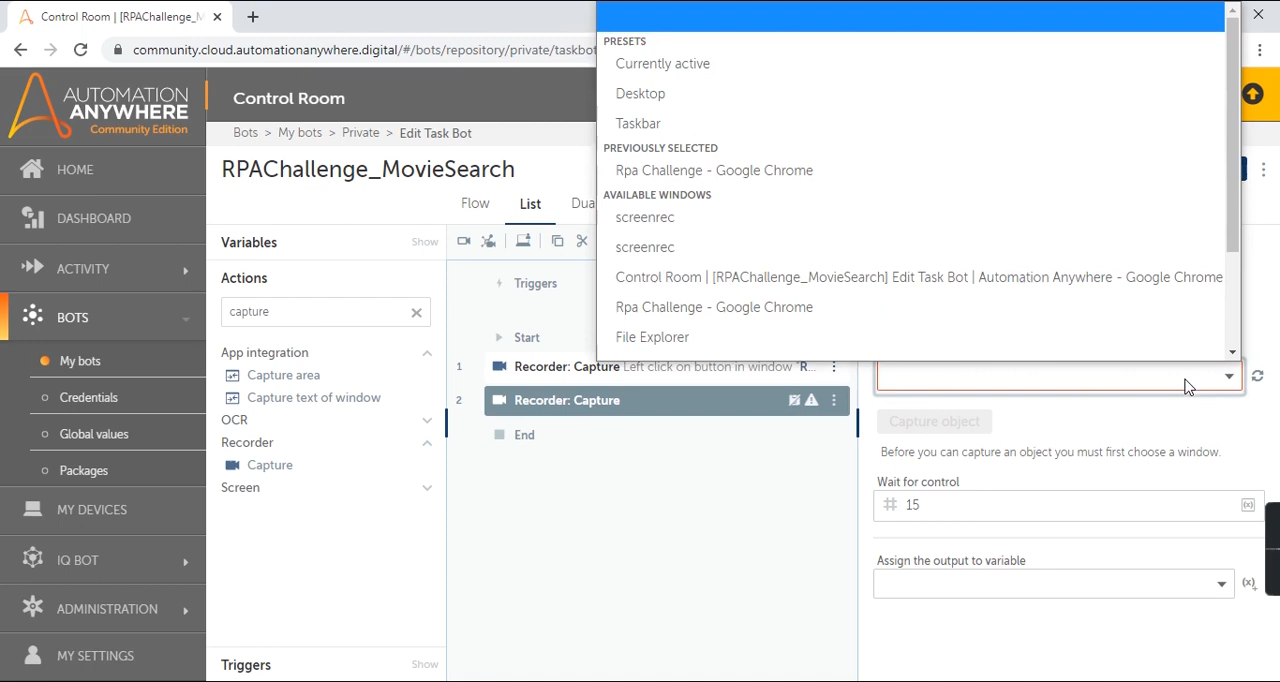 Control Room | [RPAChallenge_M
community.cloud.automationanywhere.digital/#/bots/repository/private/taskbot
AUTOMATION
ANYWHERE
Community Edition
Control Room
Bots > My bots > Private > Edit Task Bot
RPAChallenge_MovieSearch
Flow List Dua
HOME
DASHBOARD
ACTIVITY
BOTS
My bots
Credentials
Global values
Packages
MY DEVICES
IQ BOT
ADMINISTRATION
MY SETTINGS
Variables Show
Actions
capture
App integration
Capture area
Capture text of window
OCR
Recorder
Capture
Screen
Triggers Show
Triggers
Start
1 Recorder: Capture Left click on button in window "R...
2 Recorder: Capture
End
PRESETS
Currently active
Desktop
Taskbar
PREVIOUSLY SELECTED
Rpa Challenge - Google Chrome
AVAILABLE WINDOWS
screenrec
screenrec
Control Room | [RPAChallenge_MovieSearch] Edit Task Bot | Automation Anywhere - Google Chrome
Rpa Challenge - Google Chrome
File Explorer
Capture object
Before you can capture an object you must first choose a window.
Wait for control
# 15 (x)
Assign the output to variable
(x)+